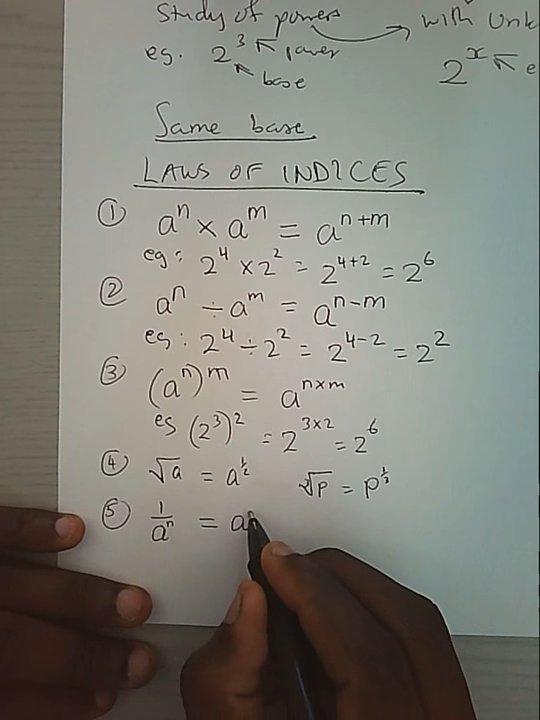 Study of powers with Unk
eg. 2³ power 2ˣ e
base
Same base
LAWS OF INDICES
① aⁿ × aᵐ = aⁿ⁺ᵐ
eg: 2⁴ × 2² = 2⁴⁺² = 2⁶
② aⁿ ÷ aᵐ = aⁿ⁻ᵐ
eg: 2⁴ ÷ 2² = 2⁴⁻² = 2²
③ (aⁿ)ᵐ = aⁿˣᵐ
eg (2³)² = 2³ˣ² = 2⁶
④ √a = a^½ ∛p = p^⅓
⑤ 1/aⁿ = a